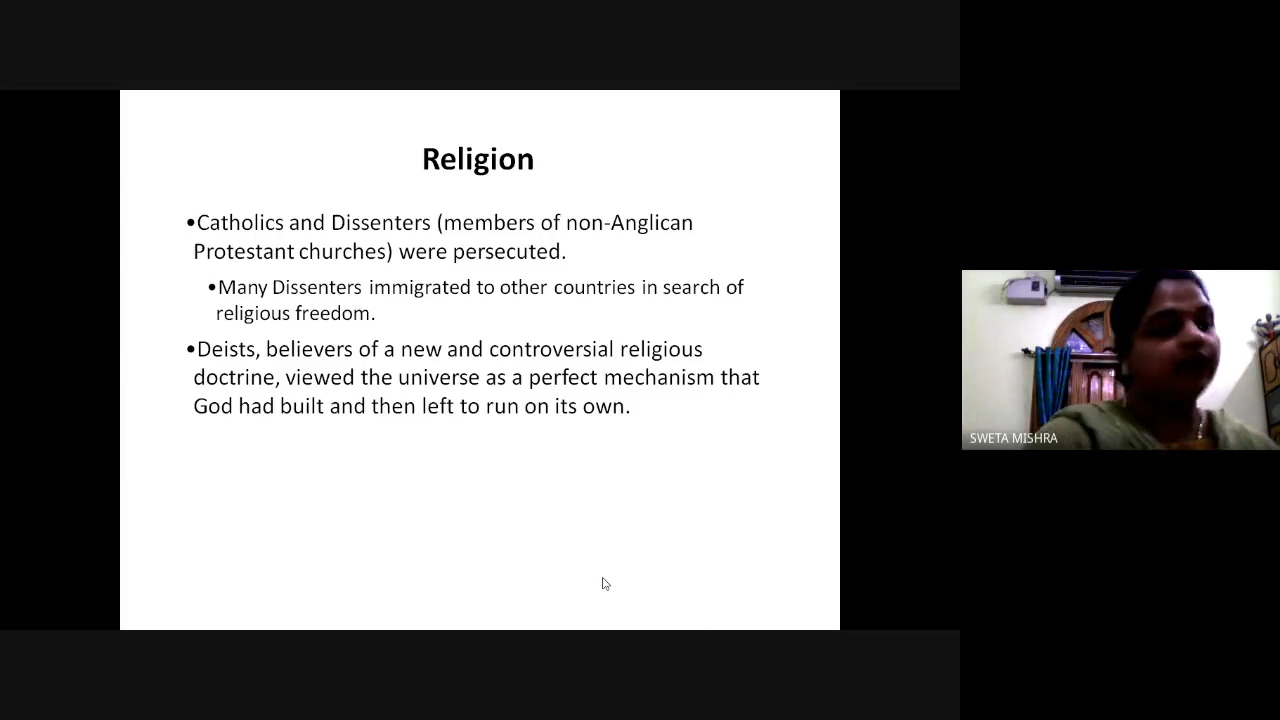 Religion
•Catholics and Dissenters (members of non-Anglican
Protestant churches) were persecuted.
•Many Dissenters immigrated to other countries in search of
religious freedom.
•Deists, believers of a new and controversial religious
doctrine, viewed the universe as a perfect mechanism that
God had built and then left to run on its own.
SWETA MISHRA